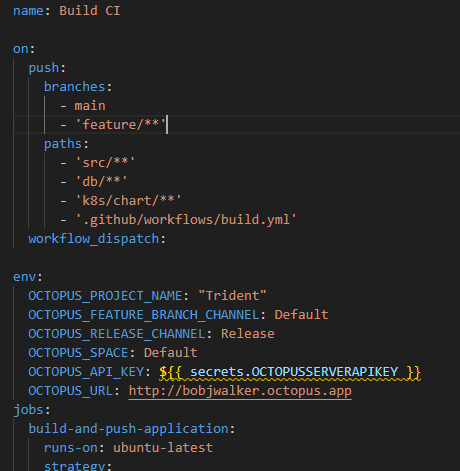 name: Build CI
on:
push:
branches:
- main
- 'feature/**'
paths:
- 'src/**'
- 'db/**'
- 'k8s/chart/**'
- '.github/workflows/build.yml'
workflow_dispatch:
env:
OCTOPUS_PROJECT_NAME: "Trident"
OCTOPUS_FEATURE_BRANCH_CHANNEL: Default
OCTOPUS_RELEASE_CHANNEL: Release
OCTOPUS_SPACE: Default
OCTOPUS_API_KEY: ${{ secrets.OCTOPUSSERVERAPIKEY }}
OCTOPUS_URL: http://bobjwalker.octopus.app
jobs:
build-and-push-application:
runs-on: ubuntu-latest
strategy: